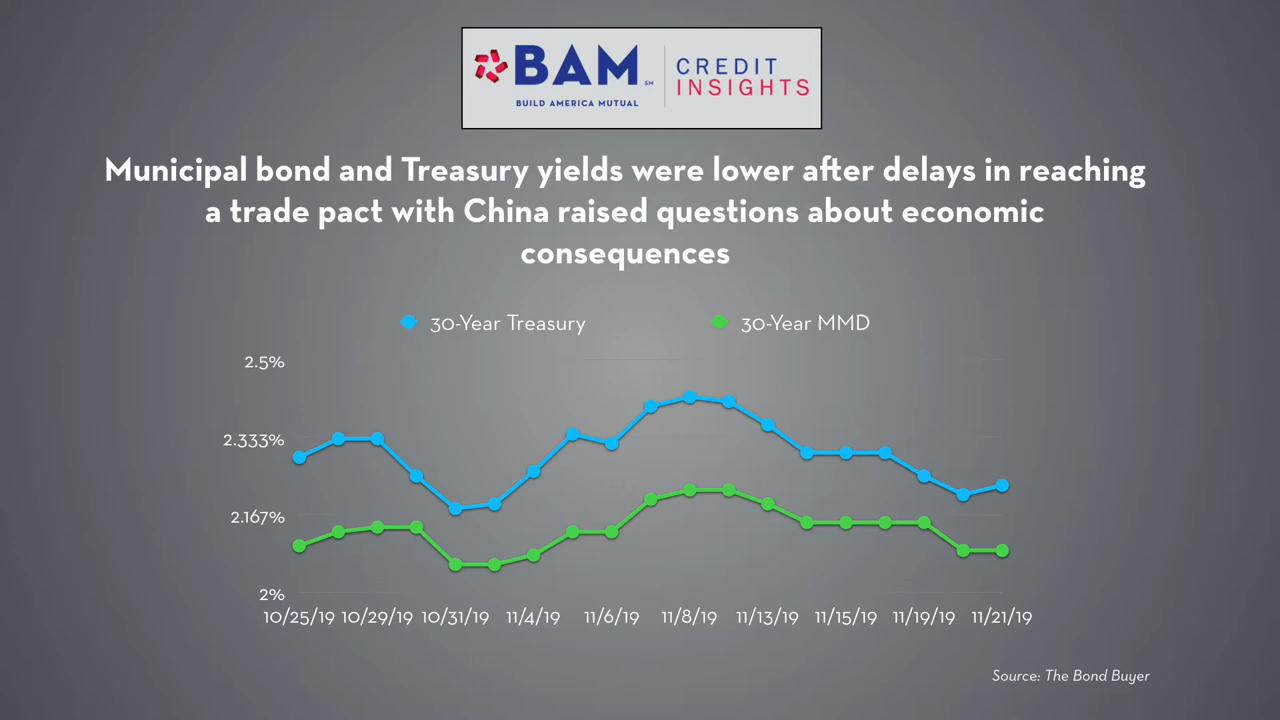 BAM SM
BUILD AMERICA MUTUAL
CREDIT
INSIGHTS
Municipal bond and Treasury yields were lower after delays in reaching
a trade pact with China raised questions about economic
consequences
30-Year Treasury 30-Year MMD
2.5%
2.333%
2.167%
2%
10/25/19 10/29/19 10/31/19 11/4/19 11/6/19 11/8/19 11/13/19 11/15/19 11/19/19 11/21/19
Source: The Bond Buyer